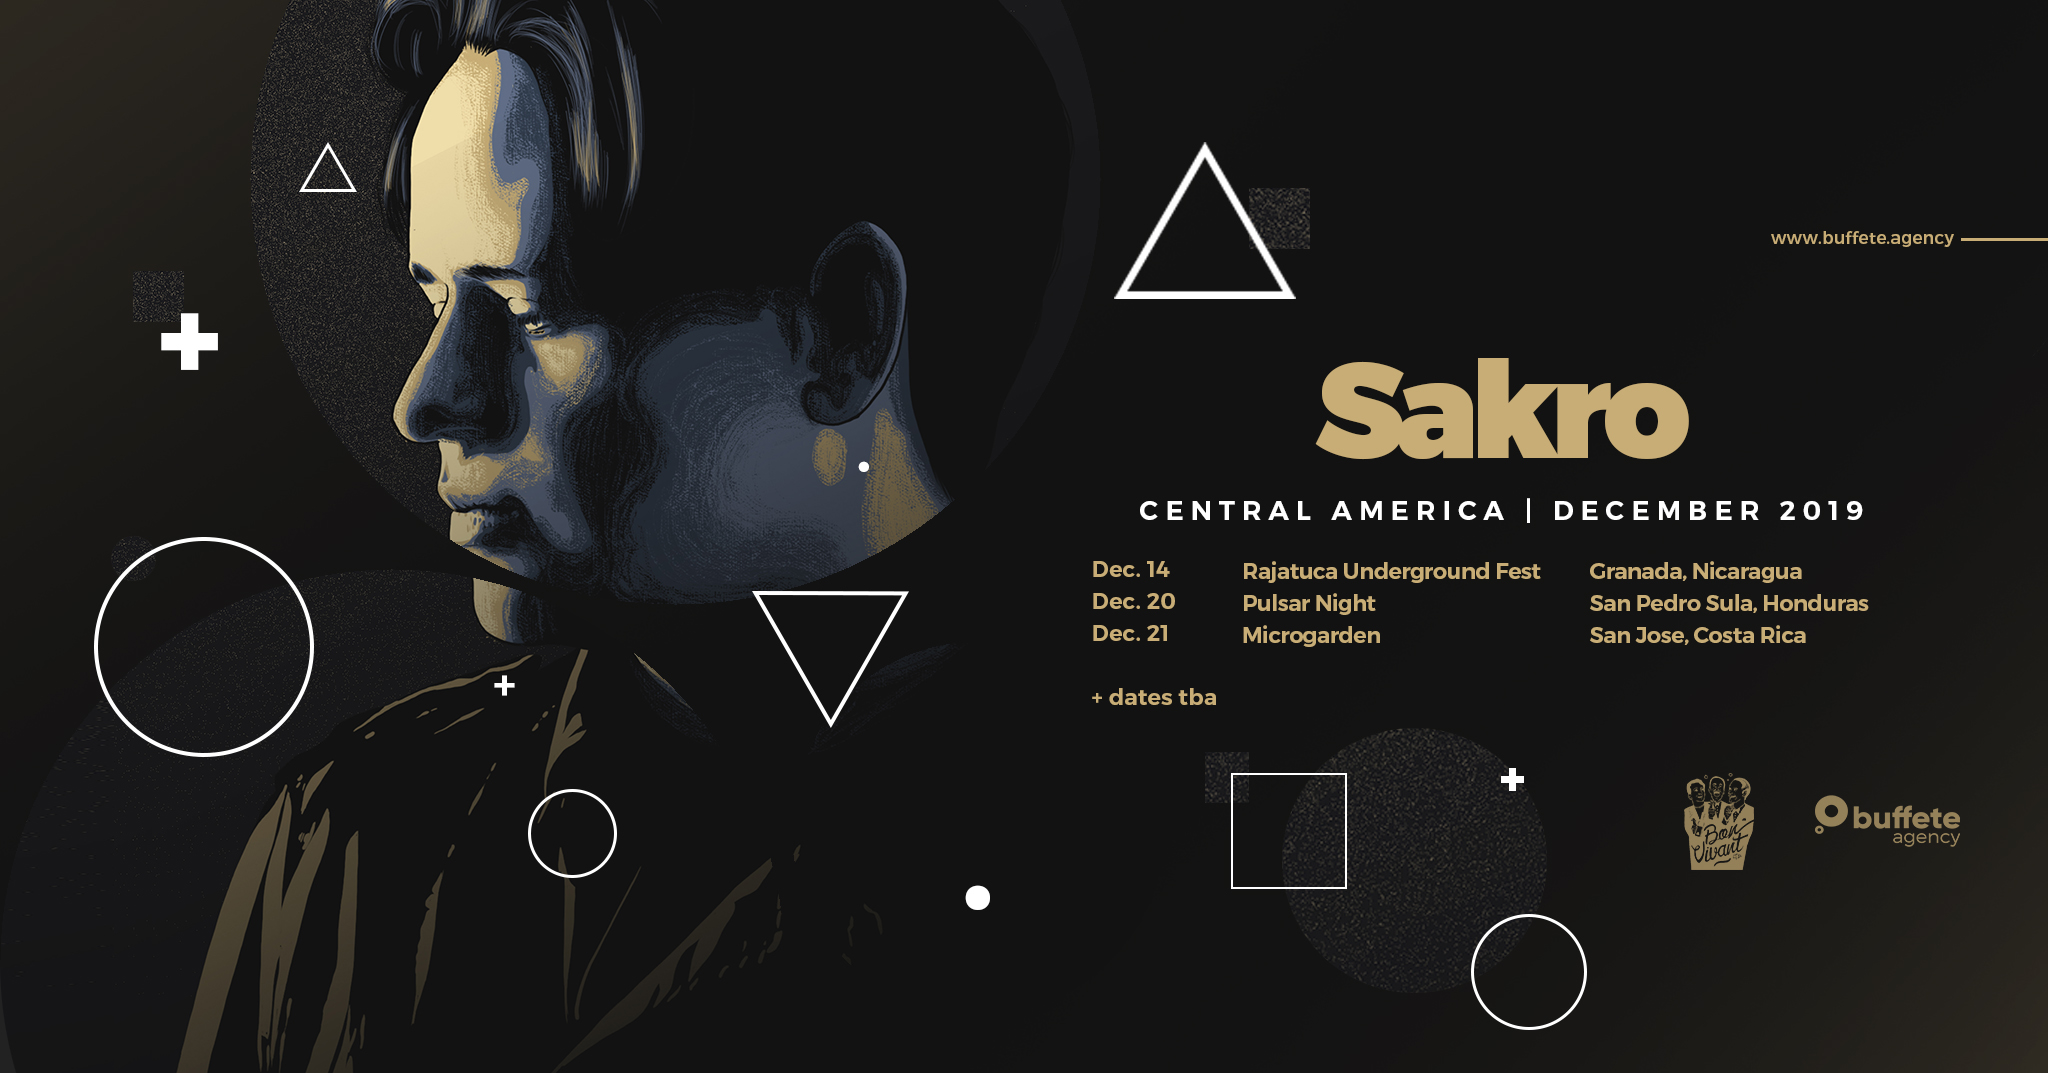 www.buffete.agency
Sakro
CENTRAL AMERICA | DECEMBER 2019
Dec. 14 Rajatuca Underground Fest Granada, Nicaragua
Dec. 20 Pulsar Night San Pedro Sula, Honduras
Dec. 21 Microgarden San Jose, Costa Rica
+ dates tba
Bon
Vivant
buffete
agency